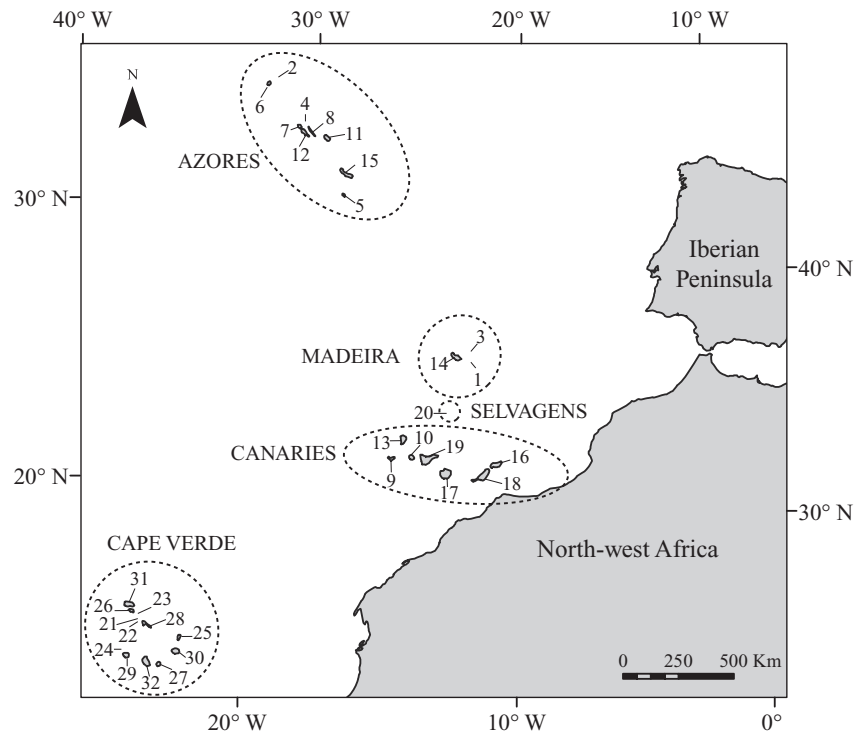 40° W 30° W 20° W 10° W
N
2
6
4
8
7
11
12
AZORES
15
5
30° N
40° N
Iberian
Peninsula
MADEIRA
3
14
1
20
SELVAGENS
CANARIES
13
10
19
16
9
17
18
20° N
30° N
North-west Africa
CAPE VERDE
31
26
23
21
28
22
25
24
30
29
32
27
0 250 500 Km
20° W 10° W 0°